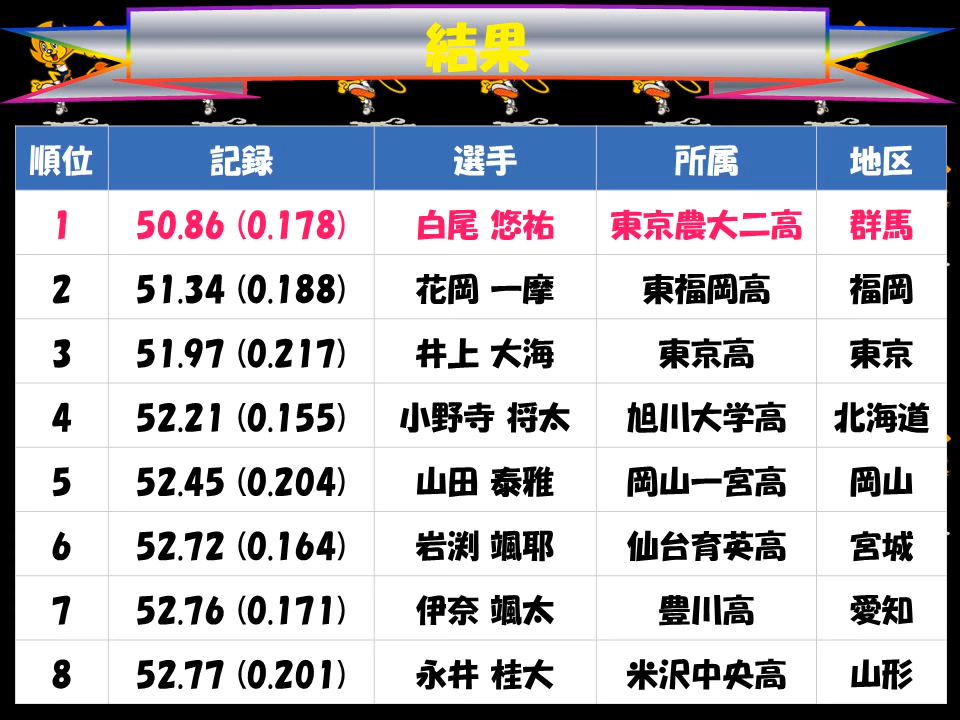 結果
順位 記録 選手 所属 地区
1 50.86 (0.178) 白尾 悠祐 東京農大二高 群馬
2 51.34 (0.188) 花岡 一摩 東福岡高 福岡
3 51.97 (0.217) 井上 大海 東京高 東京
4 52.21 (0.155) 小野寺 将太 旭川大学高 北海道
5 52.45 (0.204) 山田 泰雅 岡山一宮高 岡山
6 52.72 (0.164) 岩渕 颯耶 仙台育英高 宮城
7 52.76 (0.171) 伊奈 颯太 豊川高 愛知
8 52.77 (0.201) 永井 桂大 米沢中央高 山形